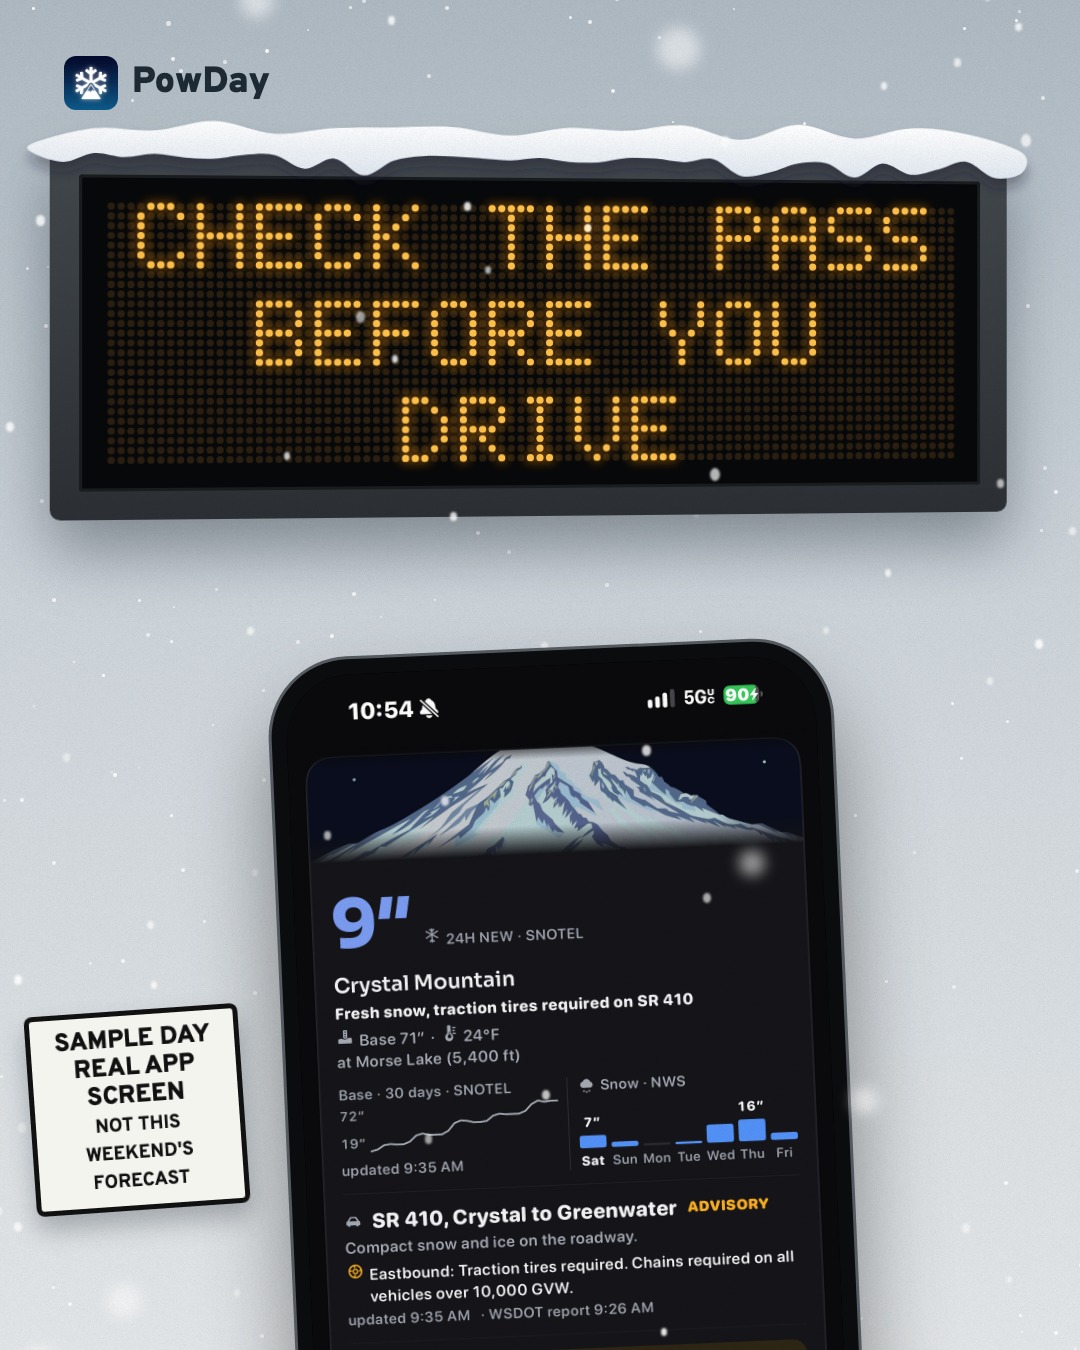 PowDay
CHECK THE PASS
BEFORE YOU
DRIVE
10:54
5G UC 90
9"
24H NEW · SNOTEL
Crystal Mountain
Fresh snow, traction tires required on SR 410
Base 71" · 24°F
at Morse Lake (5,400 ft)
Base · 30 days · SNOTEL
72"
19"
updated 9:35 AM
Snow · NWS
7"
16"
Sat Sun Mon Tue Wed Thu Fri
SR 410, Crystal to Greenwater ADVISORY
Compact snow and ice on the roadway.
Eastbound: Traction tires required. Chains required on all
vehicles over 10,000 GVW.
updated 9:35 AM · WSDOT report 9:26 AM
SAMPLE DAY
REAL APP
SCREEN
NOT THIS
WEEKEND'S
FORECAST